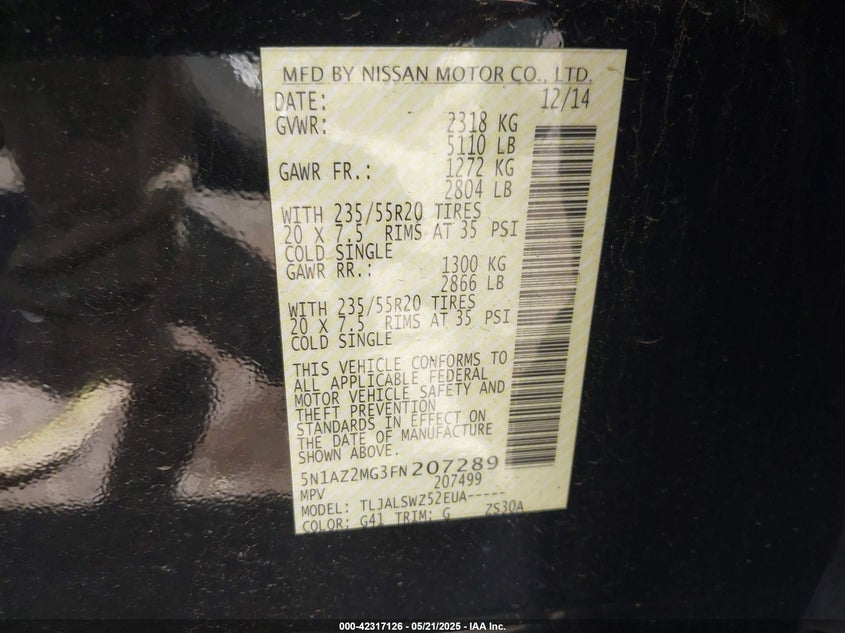 MFD BY NISSAN MOTOR CO., LTD.
DATE: 12/14
GVWR: 2318 KG
5110 LB
GAWR FR.: 1272 KG
2804 LB
WITH 235/55R20 TIRES
20 X 7.5 RIMS AT 35 PSI
COLD SINGLE
GAWR RR.: 1300 KG
2866 LB
WITH 235/55R20 TIRES
20 X 7.5 RIMS AT 35 PSI
COLD SINGLE
THIS VEHICLE CONFORMS TO
ALL APPLICABLE FEDERAL
MOTOR VEHICLE SAFETY AND
THEFT PREVENTION
STANDARDS IN EFFECT ON
THE DATE OF MANUFACTURE
SHOWN ABOVE.
5N1AZ2MG3FN207289
MPV 207499
MODEL: TLJALSWZ52EUA-----
COLOR: G41 TRIM: G ZS30A
000-42317126 - 05/21/2025 - IAA Inc.